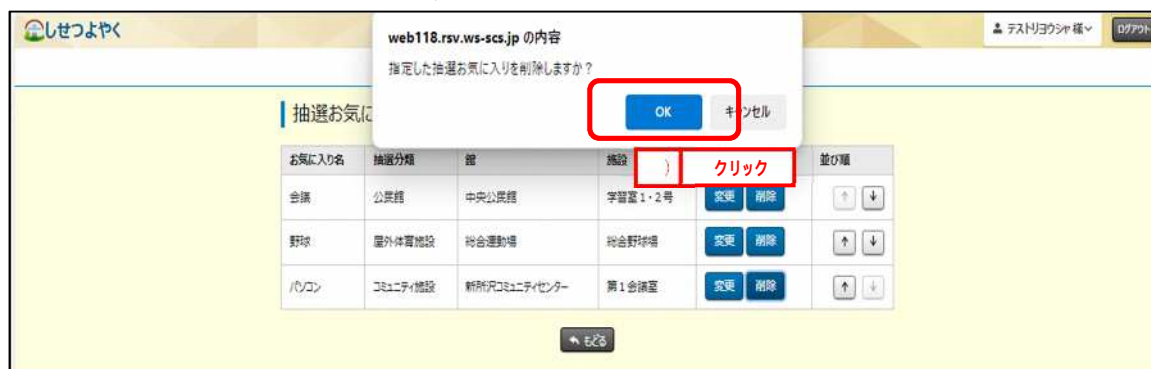 しせつよやく
テストリヨウシャ 様
ログアウト
web118.rsv.ws-scs.jp の内容
指定した抽選お気に入りを削除しますか？
OK キャンセル
抽選お気に
お気に入り名 抽選分類 館 施設 並び順
) クリック
会議 公民館 中央公民館 学習室1・2号 変更 削除 ↑ ↓
野球 屋外体育施設 総合運動場 総合野球場 変更 削除 ↑ ↓
パソコン コミュニティ施設 新所沢コミュニティセンター 第1会議室 変更 削除 ↑ ↓
もどる